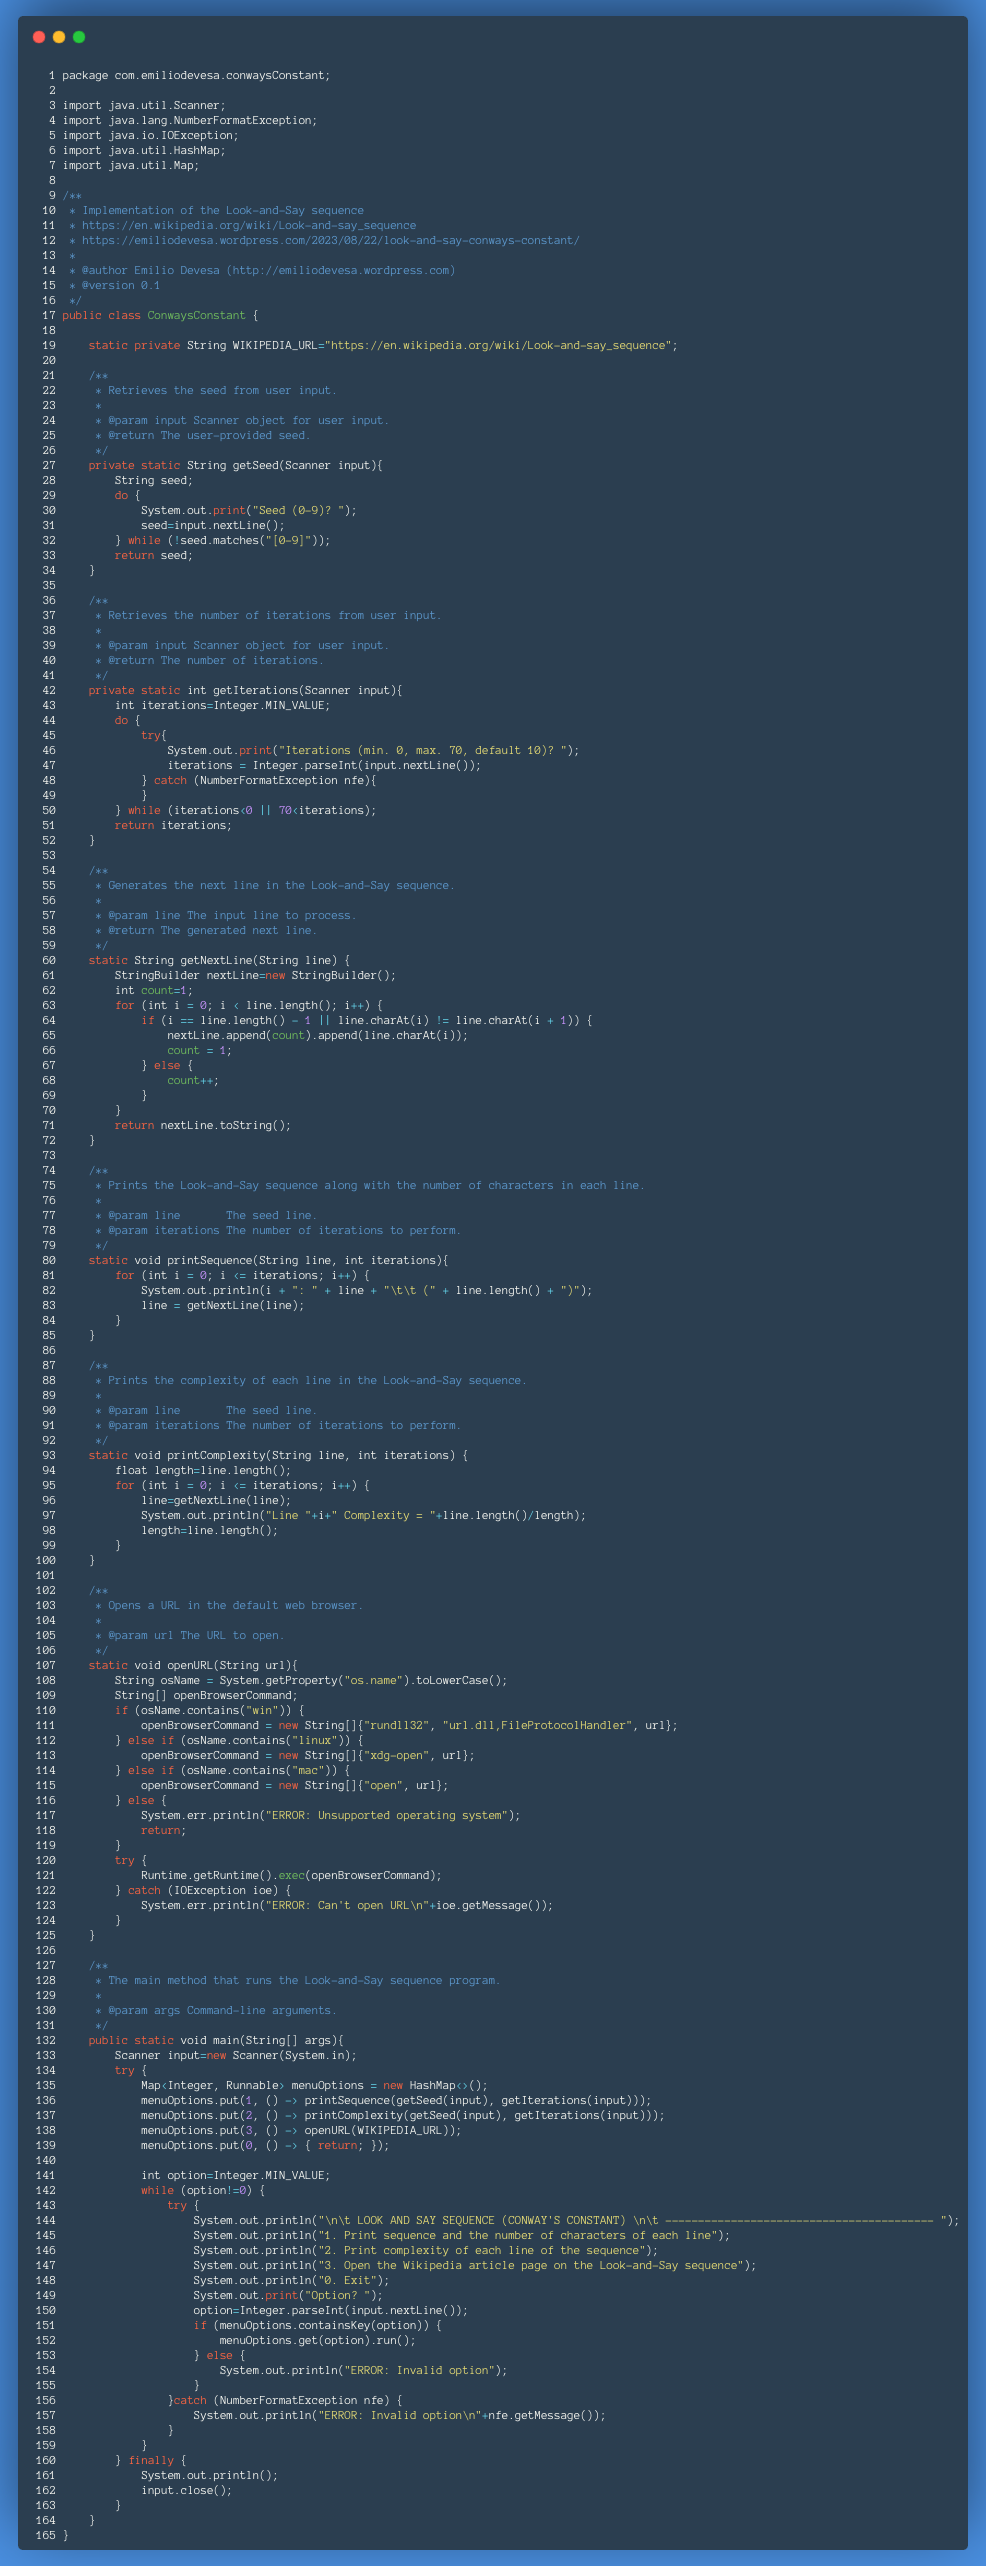 1 package com.emiliodevesa.conwaysConstant;
2
3 import java.util.Scanner;
4 import java.lang.NumberFormatException;
5 import java.io.IOException;
6 import java.util.HashMap;
7 import java.util.Map;
8
9 /**
10  * Implementation of the Look-and-Say sequence
11  * https://en.wikipedia.org/wiki/Look-and-say_sequence
12  * https://emiliodevesa.wordpress.com/2023/08/22/look-and-say-conways-constant/
13  *
14  * @author Emilio Devesa (http://emiliodevesa.wordpress.com)
15  * @version 0.1
16  */
17 public class ConwaysConstant {
18
19     static private String WIKIPEDIA_URL="https://en.wikipedia.org/wiki/Look-and-say_sequence";
20
21     /**
22      * Retrieves the seed from user input.
23      *
24      * @param input Scanner object for user input.
25      * @return The user-provided seed.
26      */
27     private static String getSeed(Scanner input){
28         String seed;
29         do {
30             System.out.print("Seed (0-9)? ");
31             seed=input.nextLine();
32         } while (!seed.matches("[0-9]"));
33         return seed;
34     }
35
36     /**
37      * Retrieves the number of iterations from user input.
38      *
39      * @param input Scanner object for user input.
40      * @return The number of iterations.
41      */
42     private static int getIterations(Scanner input){
43         int iterations=Integer.MIN_VALUE;
44         do {
45             try{
46                 System.out.print("Iterations (min. 0, max. 70, default 10)? ");
47                 iterations = Integer.parseInt(input.nextLine());
48             } catch (NumberFormatException nfe){
49             }
50         } while (iterations<0 || 70<iterations);
51         return iterations;
52     }
53
54     /**
55      * Generates the next line in the Look-and-Say sequence.
56      *
57      * @param line The input line to process.
58      * @return The generated next line.
59      */
60     static String getNextLine(String line) {
61         StringBuilder nextLine=new StringBuilder();
62         int count=1;
63         for (int i = 0; i < line.length(); i++) {
64             if (i == line.length() - 1 || line.charAt(i) != line.charAt(i + 1)) {
65                 nextLine.append(count).append(line.charAt(i));
66                 count = 1;
67             } else {
68                 count++;
69             }
70         }
71         return nextLine.toString();
72     }
73
74     /**
75      * Prints the Look-and-Say sequence along with the number of characters in each line.
76      *
77      * @param line       The seed line.
78      * @param iterations The number of iterations to perform.
79      */
80     static void printSequence(String line, int iterations){
81         for (int i = 0; i <= iterations; i++) {
82             System.out.println(i + ": " + line + "\t\t (" + line.length() + ")");
83             line = getNextLine(line);
84         }
85     }
86
87     /**
88      * Prints the complexity of each line in the Look-and-Say sequence.
89      *
90      * @param line       The seed line.
91      * @param iterations The number of iterations to perform.
92      */
93     static void printComplexity(String line, int iterations) {
94         float length=line.length();
95         for (int i = 0; i <= iterations; i++) {
96             line=getNextLine(line);
97             System.out.println("Line "+i+" Complexity = "+line.length()/length);
98             length=line.length();
99         }
100     }
101
102     /**
103      * Opens a URL in the default web browser.
104      *
105      * @param url The URL to open.
106      */
107     static void openURL(String url){
108         String osName = System.getProperty("os.name").toLowerCase();
109         String[] openBrowserCommand;
110         if (osName.contains("win")) {
111             openBrowserCommand = new String[]{"rundll32", "url.dll,FileProtocolHandler", url};
112         } else if (osName.contains("linux")) {
113             openBrowserCommand = new String[]{"xdg-open", url};
114         } else if (osName.contains("mac")) {
115             openBrowserCommand = new String[]{"open", url};
116         } else {
117             System.err.println("ERROR: Unsupported operating system");
118             return;
119         }
120         try {
121             Runtime.getRuntime().exec(openBrowserCommand);
122         } catch (IOException ioe) {
123             System.err.println("ERROR: Can't open URL\n"+ioe.getMessage());
124         }
125     }
126
127     /**
128      * The main method that runs the Look-and-Say sequence program.
129      *
130      * @param args Command-line arguments.
131      */
132     public static void main(String[] args){
133         Scanner input=new Scanner(System.in);
134         try {
135             Map<Integer, Runnable> menuOptions = new HashMap<>();
136             menuOptions.put(1, () -> printSequence(getSeed(input), getIterations(input)));
137             menuOptions.put(2, () -> printComplexity(getSeed(input), getIterations(input)));
138             menuOptions.put(3, () -> openURL(WIKIPEDIA_URL));
139             menuOptions.put(0, () -> { return; });
140
141             int option=Integer.MIN_VALUE;
142             while (option!=0) {
143                 try {
144                     System.out.println("\n\t LOOK AND SAY SEQUENCE (CONWAY'S CONSTANT) \n\t ----------------------------------------- ");
145                     System.out.println("1. Print sequence and the number of characters of each line");
146                     System.out.println("2. Print complexity of each line of the sequence");
147                     System.out.println("3. Open the Wikipedia article page on the Look-and-Say sequence");
148                     System.out.println("0. Exit");
149                     System.out.print("Option? ");
150                     option=Integer.parseInt(input.nextLine());
151                     if (menuOptions.containsKey(option)) {
152                         menuOptions.get(option).run();
153                     } else {
154                         System.out.println("ERROR: Invalid option");
155                     }
156                 }catch (NumberFormatException nfe) {
157                     System.out.println("ERROR: Invalid option\n"+nfe.getMessage());
158                 }
159             }
160         } finally {
161             System.out.println();
162             input.close();
163         }
164     }
165 }